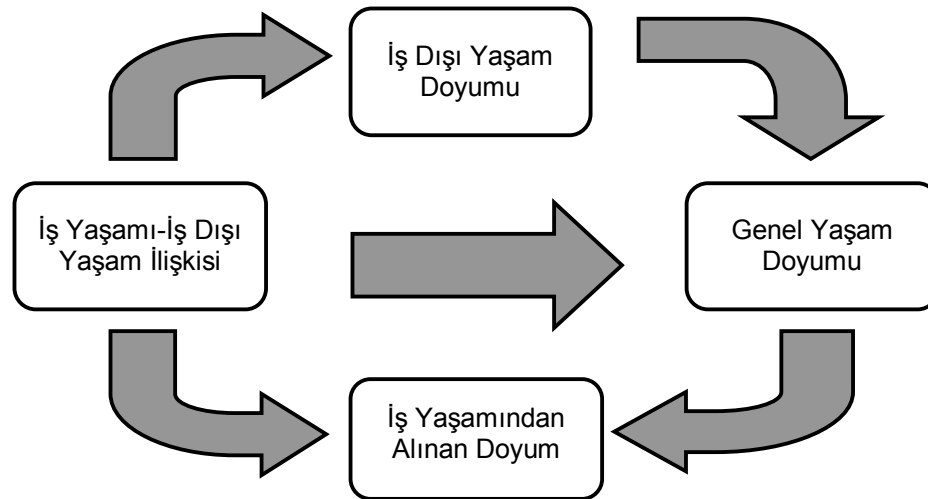 İş Dışı Yaşam
Doyumu
İş Yaşamı-İş Dışı
Yaşam İlişkisi
Genel Yaşam
Doyumu
İş Yaşamından
Alınan Doyum